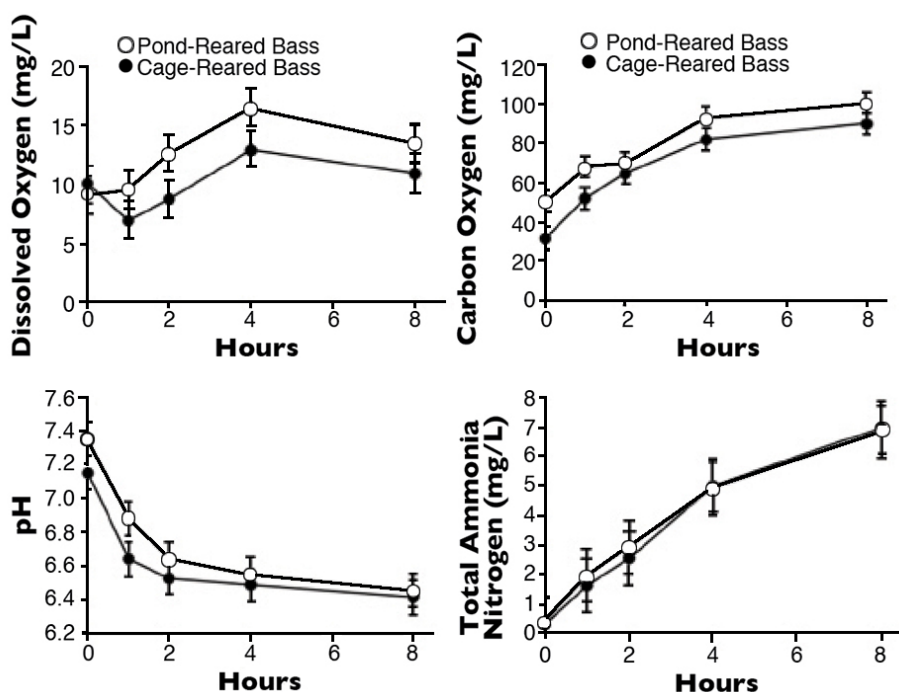 Pond-Reared Bass
Cage-Reared Bass
Dissolved Oxygen (mg/L)
20
15
10
5
0
0 2 4 6 8
Hours
Pond-Reared Bass
Cage-Reared Bass
Carbon Oxygen (mg/L)
120
100
80
60
40
20
0
0 2 4 6 8
Hours
pH
7.6
7.4
7.2
7.0
6.8
6.6
6.4
6.2
0 2 4 6 8
Hours
Total Ammonia
Nitrogen (mg/L)
8
7
6
5
4
3
2
1
0
0 2 4 6 8
Hours